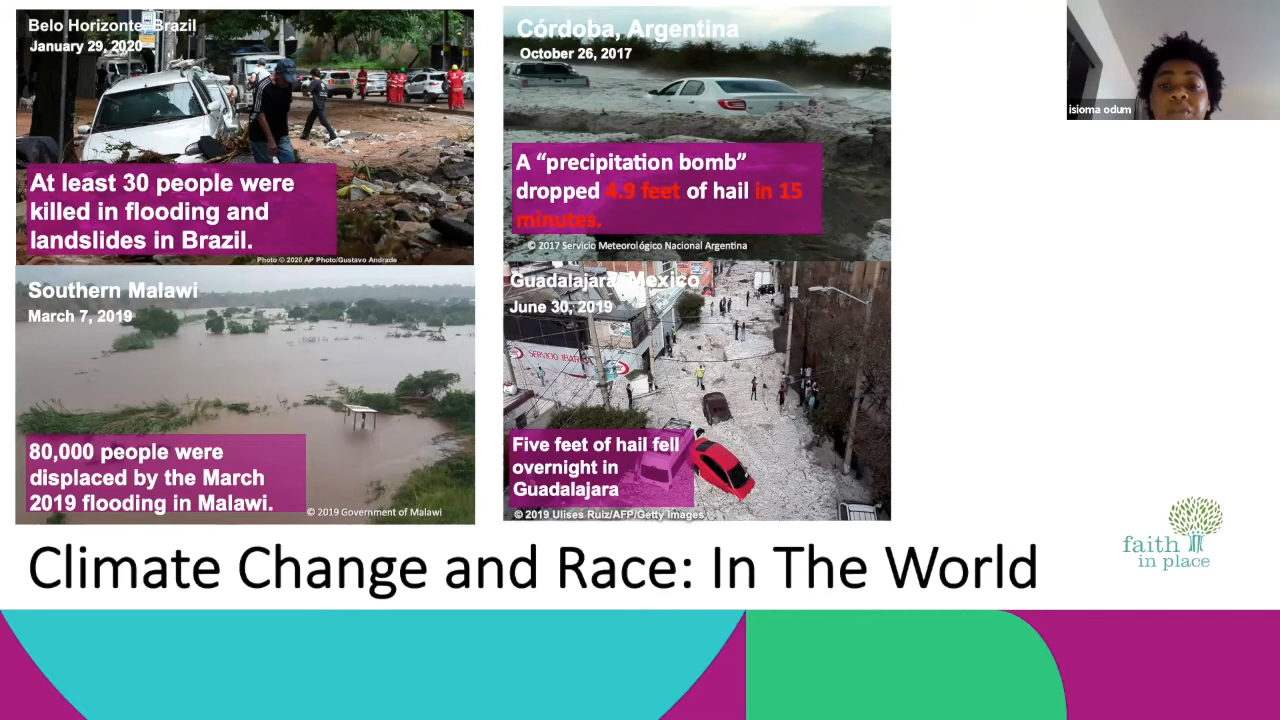 Belo Horizonte, Brazil
January 29, 2020
At least 30 people were
killed in flooding and
landslides in Brazil.
Photo © 2020 AP Photo/Gustavo Andrade
Córdoba, Argentina
October 26, 2017
A “precipitation bomb”
dropped 4.9 feet of hail in 15
minutes.
© 2017 Servicio Meteorológico Nacional Argentina
Southern Malawi
March 7, 2019
80,000 people were
displaced by the March
2019 flooding in Malawi.
© 2019 Government of Malawi
Guadalajara, Mexico
June 30, 2019
SERVICIO
Five feet of hail fell
overnight in
Guadalajara
© 2019 Ulises Ruiz/AFP/Getty Images
isioma odum
Climate Change and Race: In The World
faith
in place